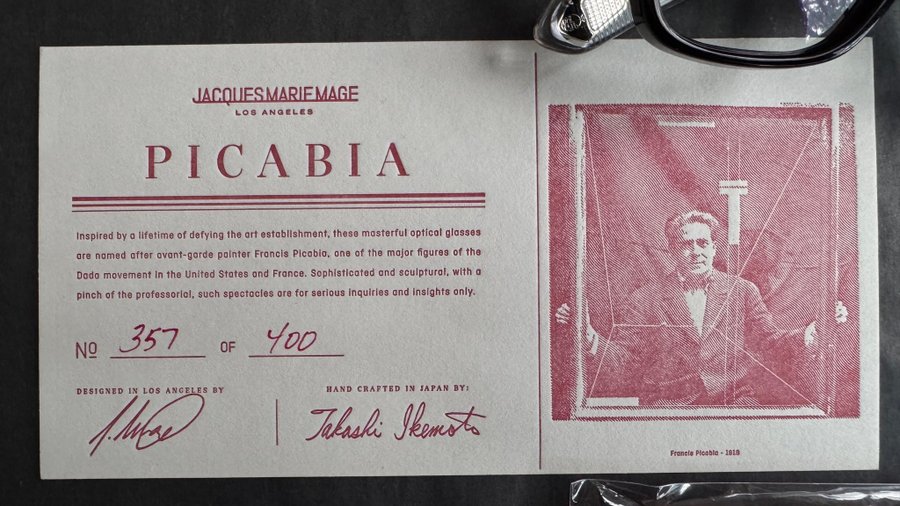 JACQUES MARIE MAGE
LOS ANGELES
PICABIA
Inspired by a lifetime of defying the art establishment, these masterful optical glasses
are named after avant-garde painter Francis Picabia, one of the major figures of the
Dada movement in the United States and France. Sophisticated and sculptural, with a
pinch of the professorial, such spectacles are for serious inquiries and insights only.
No 357 OF 400
DESIGNED IN LOS ANGELES BY
J. Mage
HAND CRAFTED IN JAPAN BY:
Takashi Ikemoto
Francis Picabia - 1919